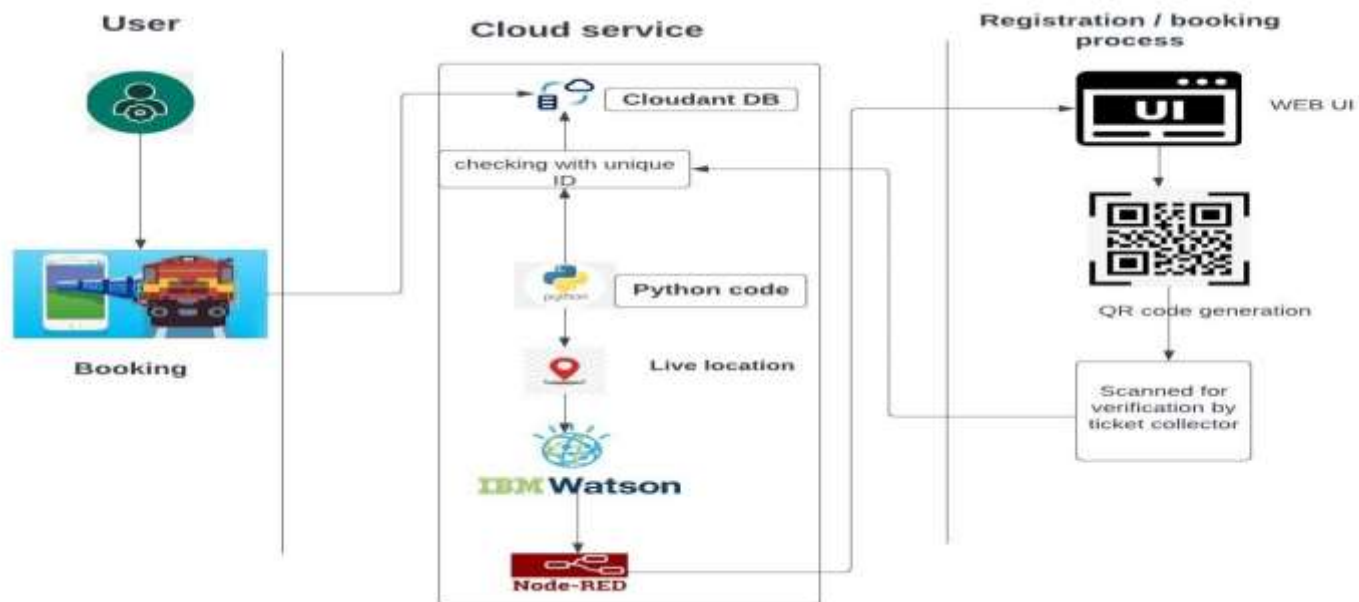 User
Cloud service
Registration / booking
process
Cloudant DB
UI
WEB UI
checking with unique
ID
python
Python code
QR code generation
Booking
Live location
Scanned for
verification by
ticket collector
IBM Watson
Node-RED